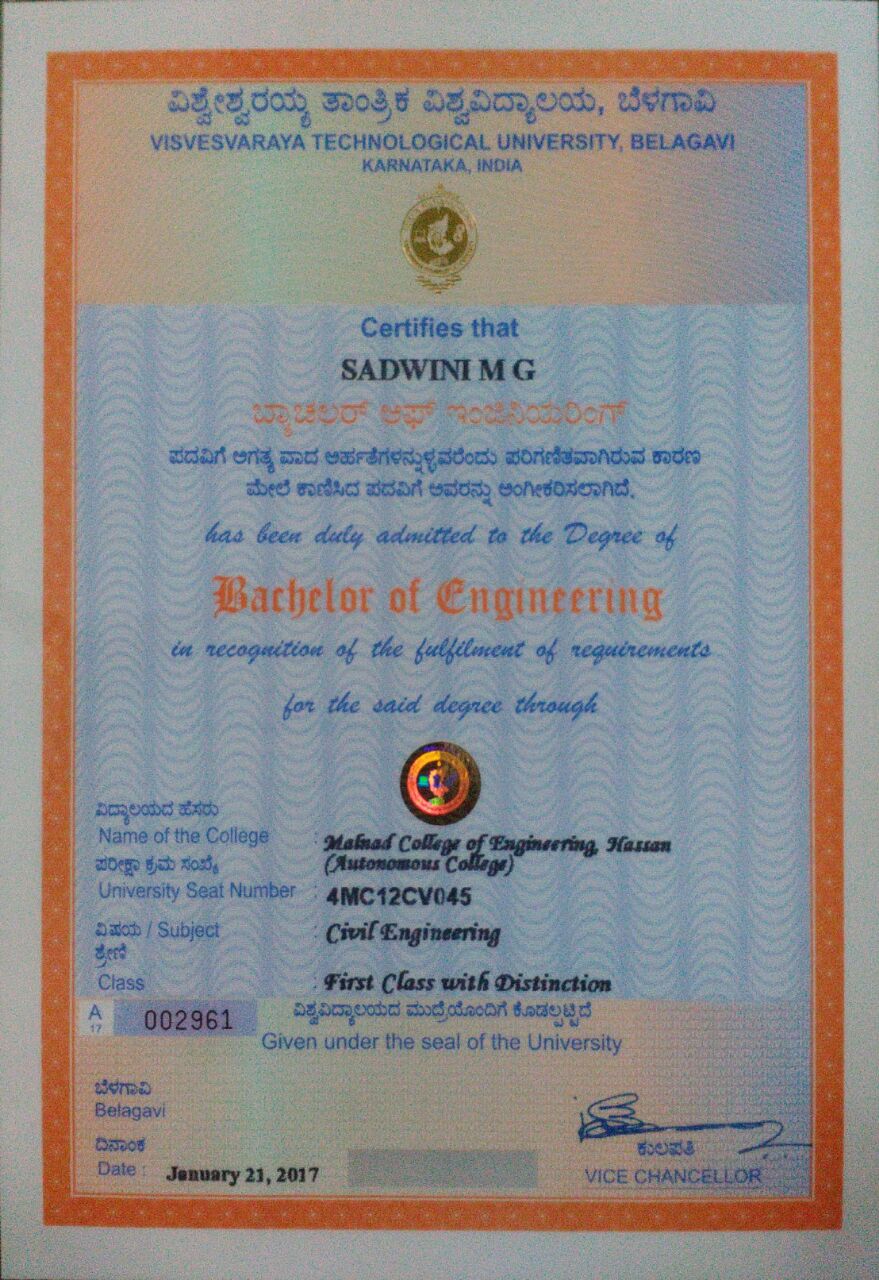 ವಿಶ್ವೇಶ್ವರಯ್ಯ ತಾಂತ್ರಿಕ ವಿಶ್ವವಿದ್ಯಾಲಯ, ಬೆಳಗಾವಿ
VISVESVARAYA TECHNOLOGICAL UNIVERSITY, BELAGAVI
KARNATAKA, INDIA
Certifies that
SADWINI M G
ಬ್ಯಾಚಲರ್ ಆಫ್ ಇಂಜಿನಿಯರಿಂಗ್
ಪದವಿಗೆ ಅಗತ್ಯ ವಾದ ಅರ್ಹತೆಗಳನ್ನುಳ್ಳವರೆಂದು ಪರಿಗಣಿತವಾಗಿರುವ ಕಾರಣ
ಮೇಲೆ ಕಾಣಿಸಿದ ಪದವಿಗೆ ಅವರನ್ನು ಅಂಗೀಕರಿಸಲಾಗಿದೆ.
has been duly admitted to the Degree of
Bachelor of Engineering
in recognition of the fulfilment of requirements
for the said degree through
ವಿದ್ಯಾಲಯದ ಹೆಸರು
Name of the College : Malnad College of Engineering, Hassan
(Autonomous College)
ಪರೀಕ್ಷಾ ಕ್ರಮ ಸಂಖ್ಯೆ
University Seat Number : 4MC12CV045
ವಿಷಯ / Subject : Civil Engineering
ಶ್ರೇಣಿ
Class : First Class with Distinction
A 17 002961
ವಿಶ್ವವಿದ್ಯಾಲಯದ ಮುದ್ರೆಯೊಂದಿಗೆ ಕೊಡಲ್ಪಟ್ಟಿದೆ
Given under the seal of the University
ಬೆಳಗಾವಿ
Belagavi
ದಿನಾಂಕ
Date : January 21, 2017
ಕುಲಪತಿ
VICE CHANCELLOR